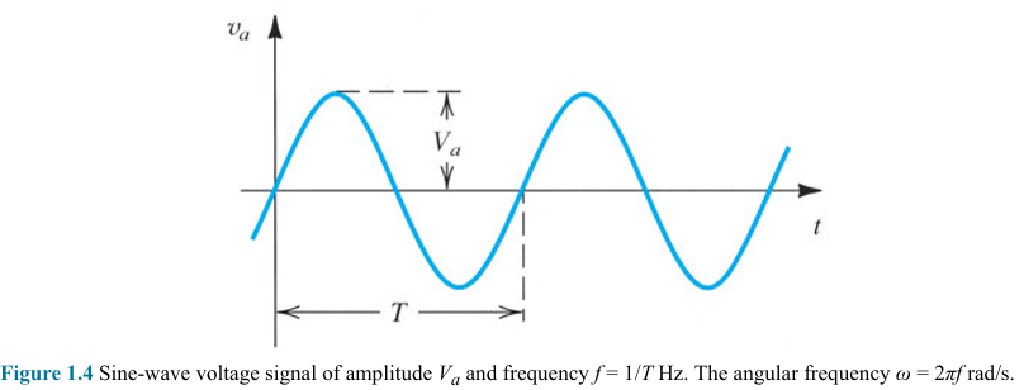 v_a
V_a
t
T
Figure 1.4 Sine-wave voltage signal of amplitude V_a and frequency f = 1/T Hz. The angular frequency ω = 2πf rad/s.